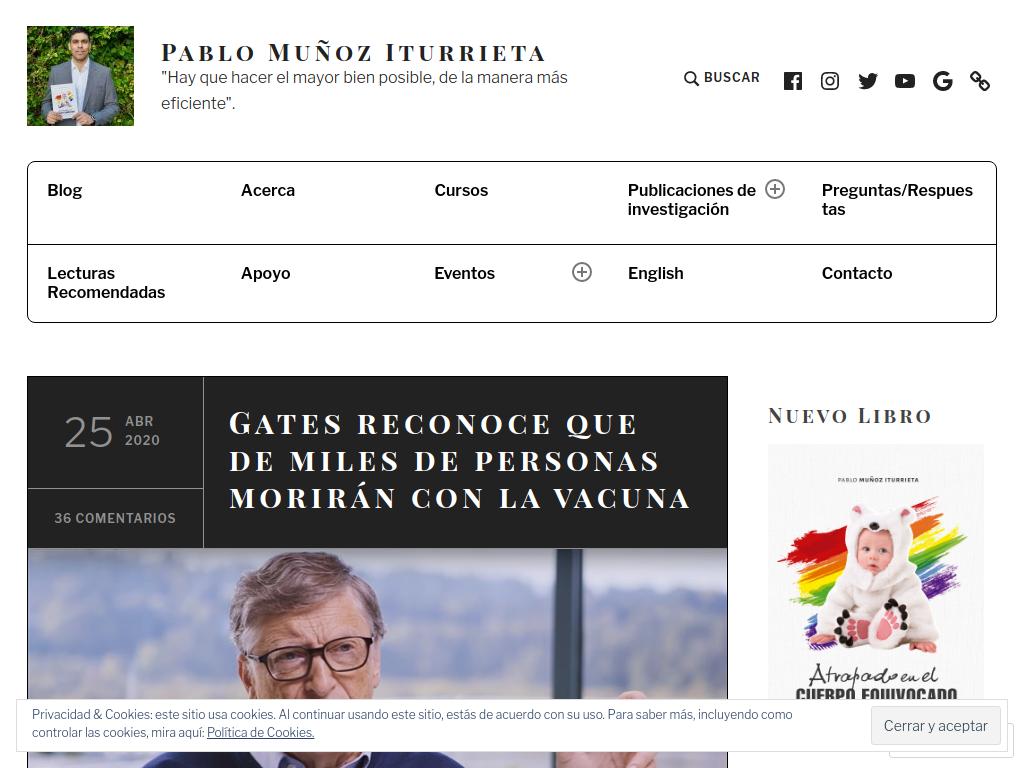 Pablo Muñoz Iturrieta
"Hay que hacer el mayor bien posible, de la manera más
eficiente".
BUSCAR
Blog
Acerca
Cursos
Publicaciones de
investigación
Preguntas/Respues
tas
Lecturas
Recomendadas
Apoyo
Eventos
English
Contacto
25
ABR
2020
36 COMENTARIOS
Gates reconoce que
de miles de personas
morirán con la vacuna
Nuevo Libro
PABLO MUÑOZ ITURRIETA
Atrapado en el
CUERPO EQUIVOCADO
Privacidad & Cookies: este sitio usa cookies. Al continuar usando este sitio, estás de acuerdo con su uso. Para saber más, incluyendo como
controlar las cookies, mira aquí: Política de Cookies.
Cerrar y aceptar